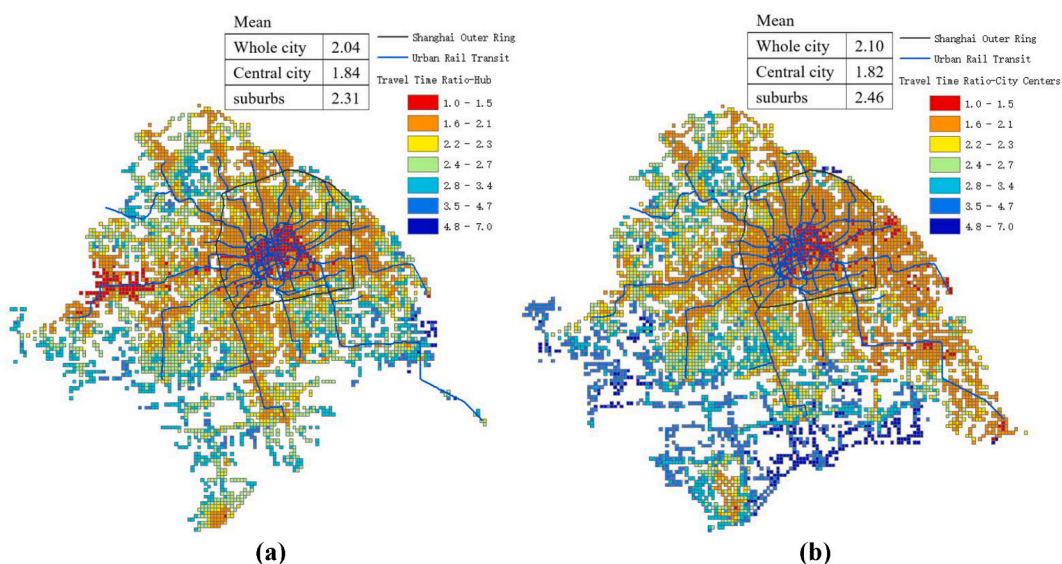 Mean
Whole city 2.04
Central city 1.84
suburbs 2.31
Shanghai Outer Ring
Urban Rail Transit
Travel Time Ratio-Hub
1.0 - 1.5
1.6 - 2.1
2.2 - 2.3
2.4 - 2.7
2.8 - 3.4
3.5 - 4.7
4.8 - 7.0
(a)
Mean
Whole city 2.10
Central city 1.82
suburbs 2.46
Shanghai Outer Ring
Urban Rail Transit
Travel Time Ratio-City Centers
1.0 - 1.5
1.6 - 2.1
2.2 - 2.3
2.4 - 2.7
2.8 - 3.4
3.5 - 4.7
4.8 - 7.0
(b)